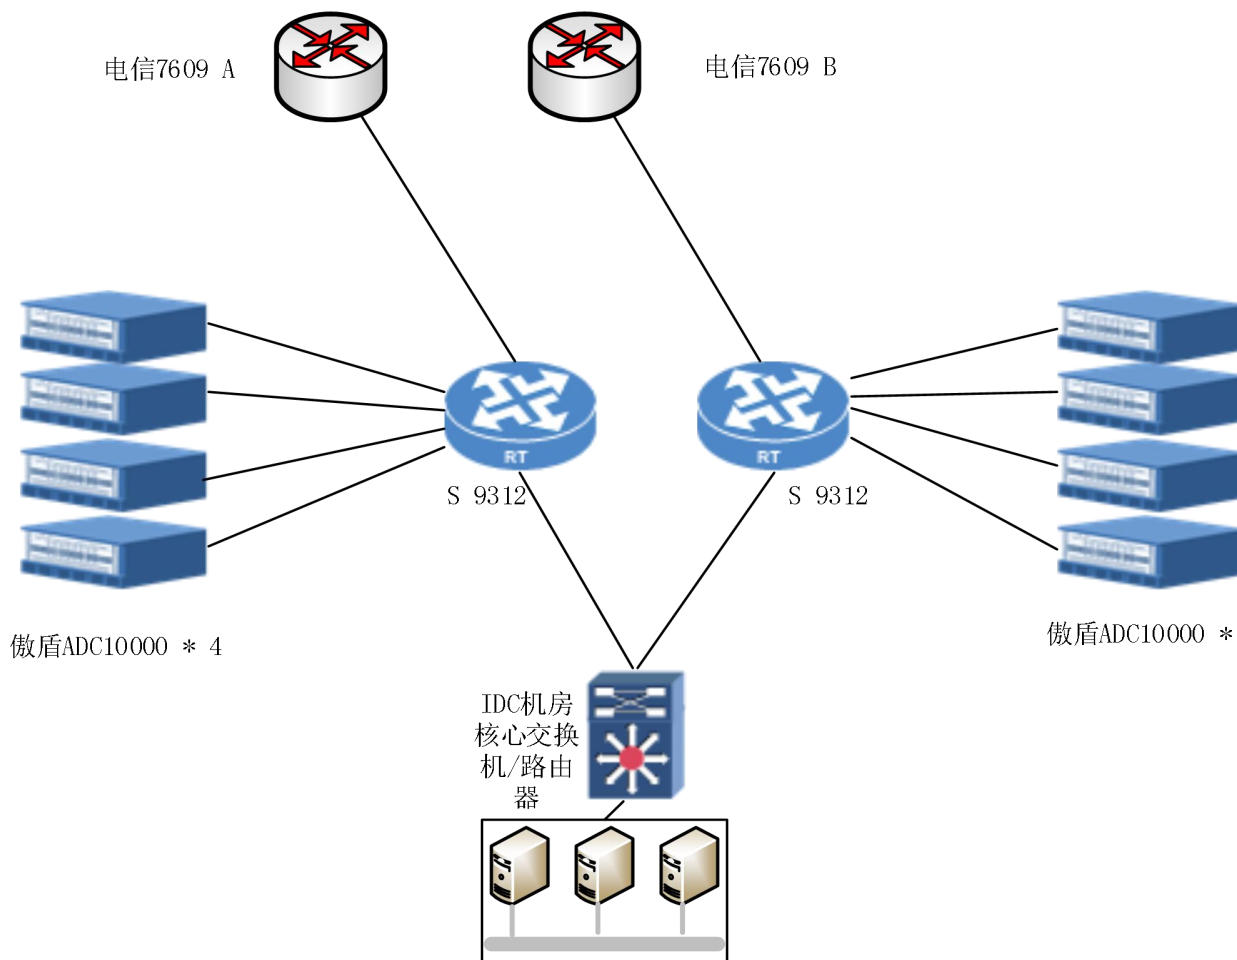 电信7609 A
电信7609 B
RT
RT
S 9312
S 9312
傲盾ADC10000 * 4
傲盾ADC10000 *
IDC机房
核心交换
机/路由
器